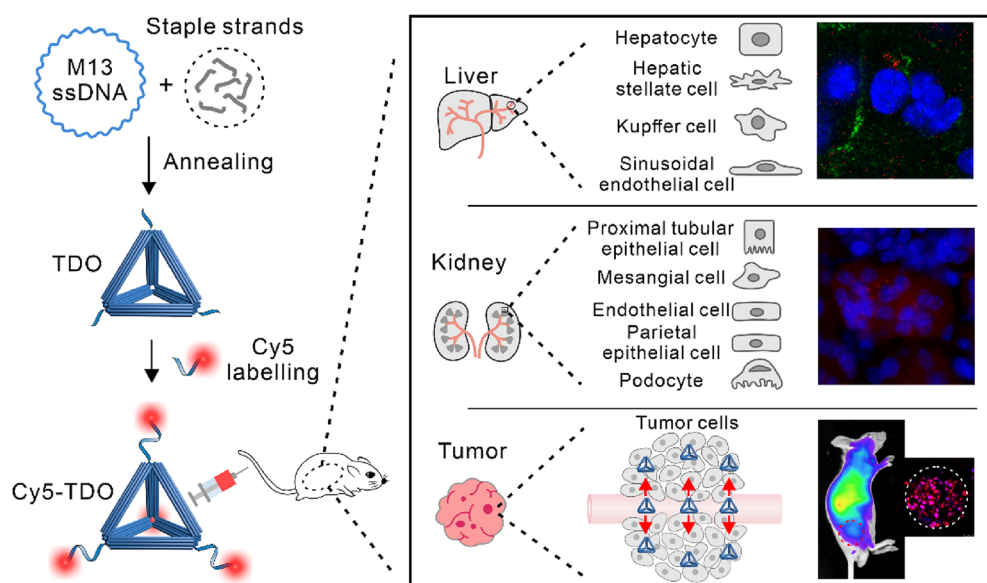 Staple strands
M13
ssDNA
+
Annealing
TDO
Cy5
labelling
Cy5-TDO
Liver
Hepatocyte
Hepatic
stellate cell
Kupffer cell
Sinusoidal
endothelial cell
Kidney
Proximal tubular
epithelial cell
Mesangial cell
Endothelial cell
Parietal
epithelial cell
Podocyte
Tumor
Tumor cells